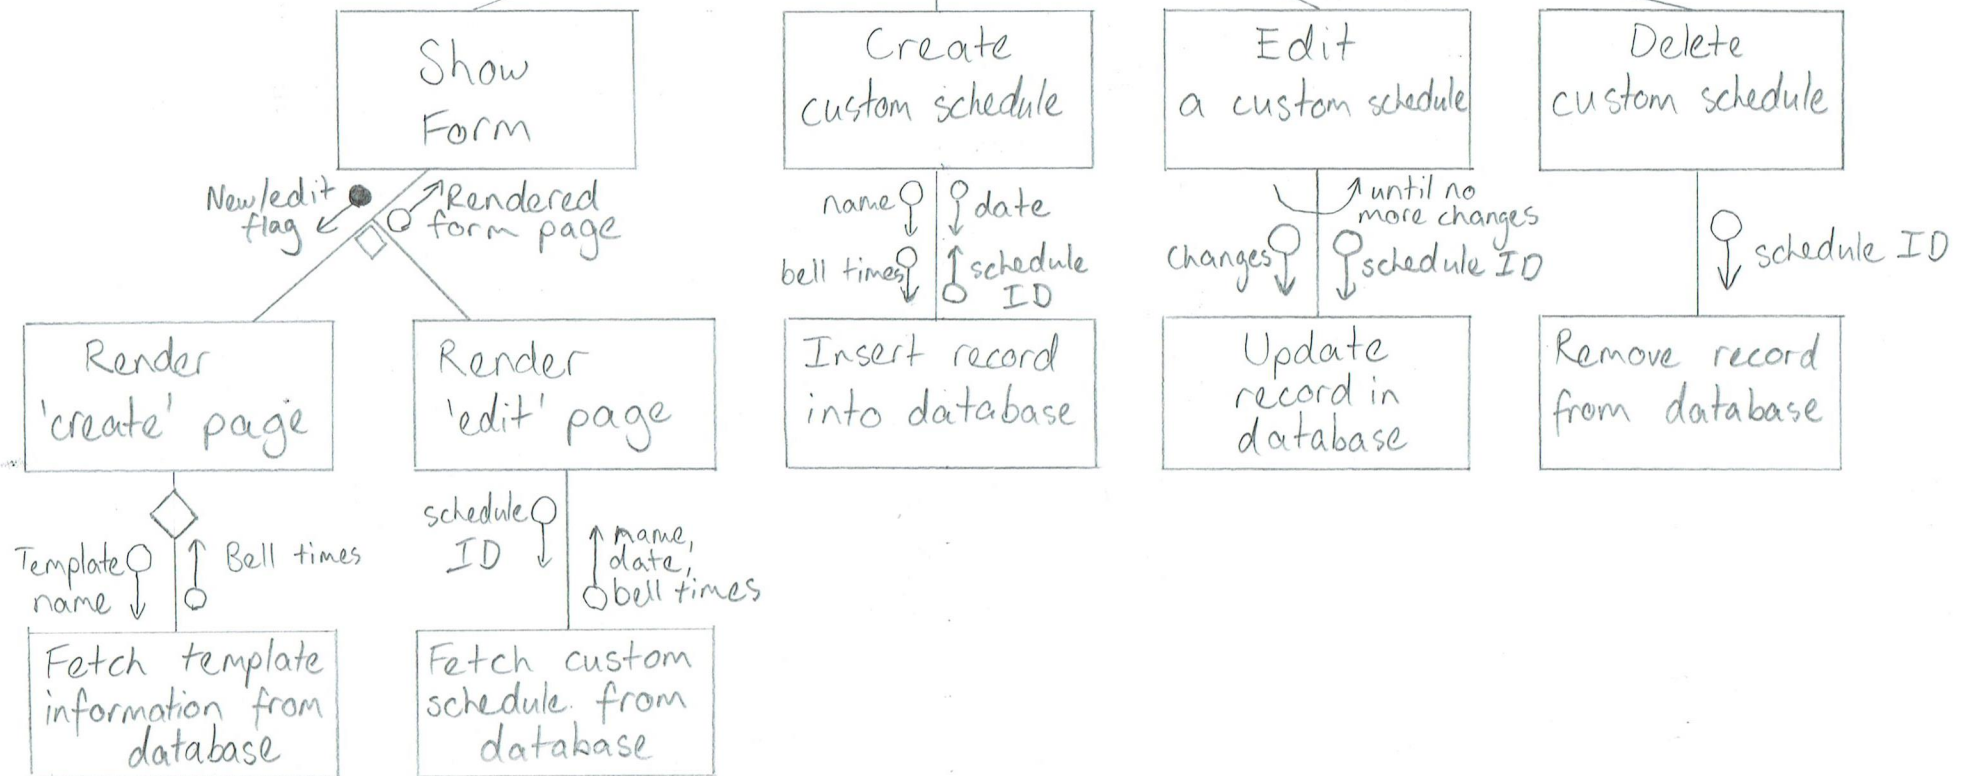 Show
Form
Create
custom schedule
Edit
a custom schedule
Delete
custom schedule
New/edit
flag
Rendered
form page
name
date
bell times
schedule
ID
until no
more changes
changes
schedule ID
schedule ID
Render
'create' page
Render
'edit' page
Insert record
into database
Update
record in
database
Remove record
from database
Template
name
Bell times
schedule
ID
name,
date,
bell times
Fetch template
information from
database
Fetch custom
schedule from
database